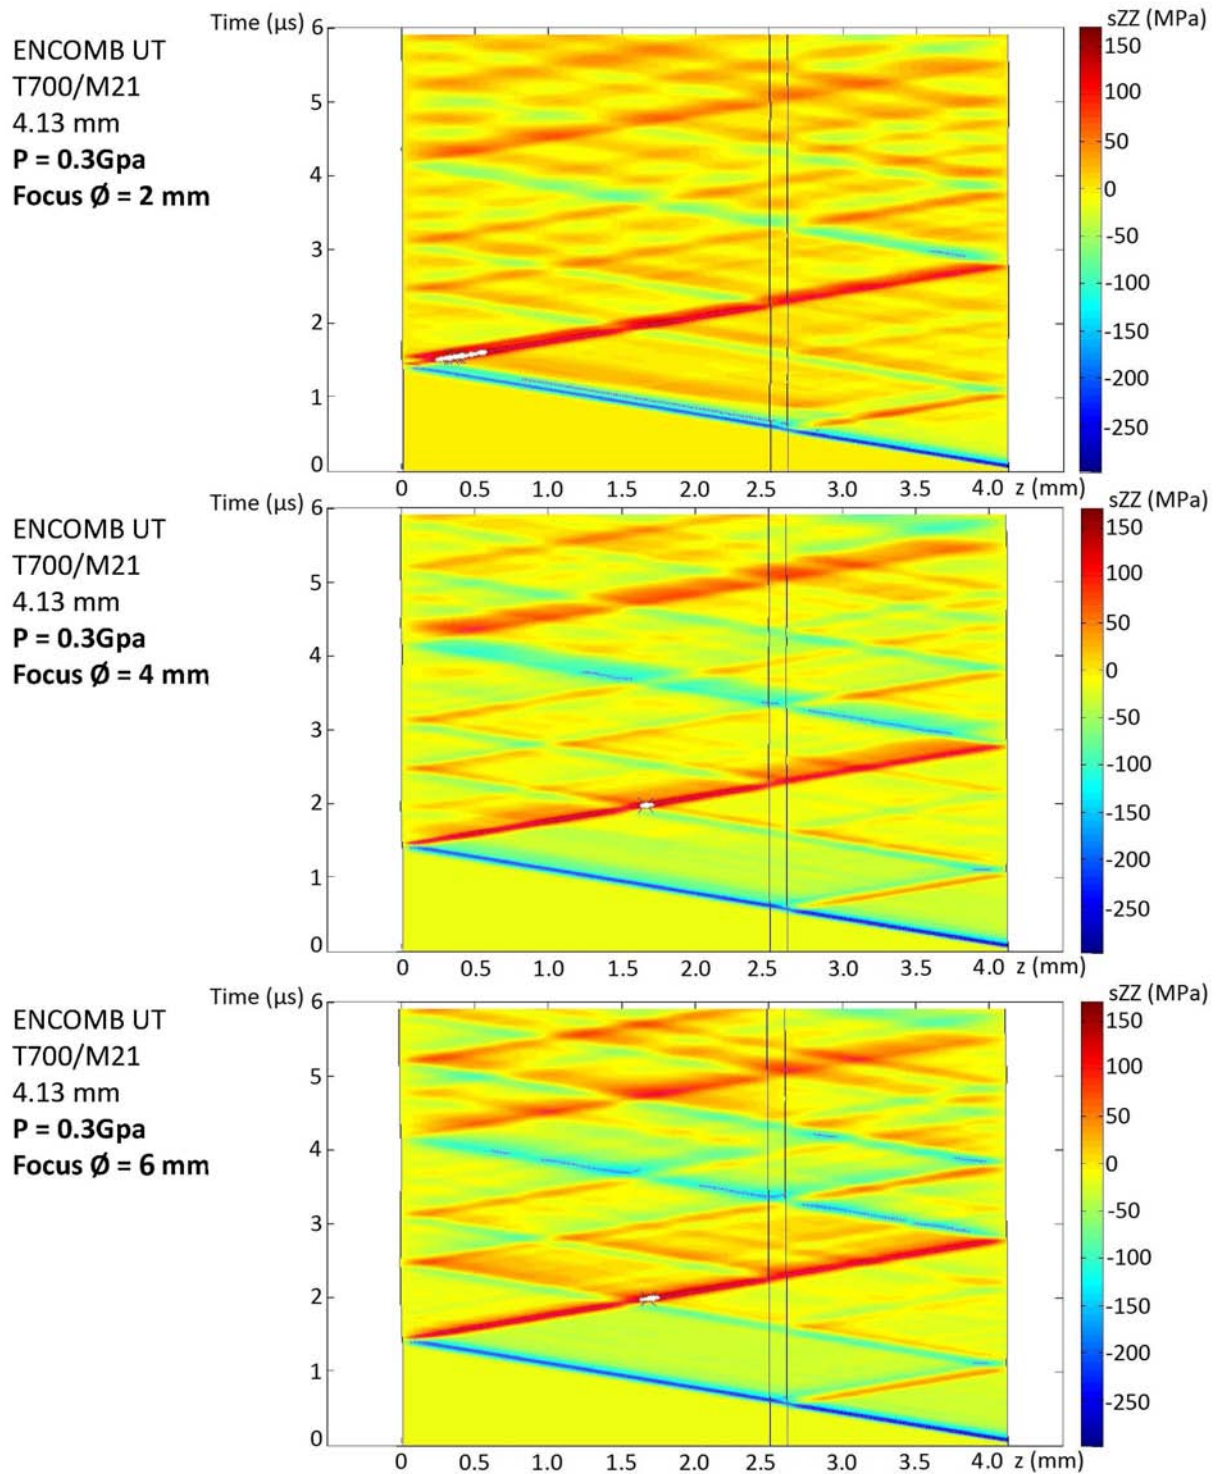 Time (µs)
sZZ (MPa)
ENCOMB UT
T700/M21
4.13 mm
P = 0.3Gpa
Focus Ø = 2 mm
6
5
4
3
2
1
0
150
100
50
0
-50
-100
-150
-200
-250
0 0.5 1.0 1.5 2.0 2.5 3.0 3.5 4.0 z (mm)
Time (µs)
sZZ (MPa)
ENCOMB UT
T700/M21
4.13 mm
P = 0.3Gpa
Focus Ø = 4 mm
6
5
4
3
2
1
0
150
100
50
0
-50
-100
-150
-200
-250
0 0.5 1.0 1.5 2.0 2.5 3.0 3.5 4.0 z (mm)
Time (µs)
sZZ (MPa)
ENCOMB UT
T700/M21
4.13 mm
P = 0.3Gpa
Focus Ø = 6 mm
6
5
4
3
2
1
0
150
100
50
0
-50
-100
-150
-200
-250
0 0.5 1.0 1.5 2.0 2.5 3.0 3.5 4.0 z (mm)